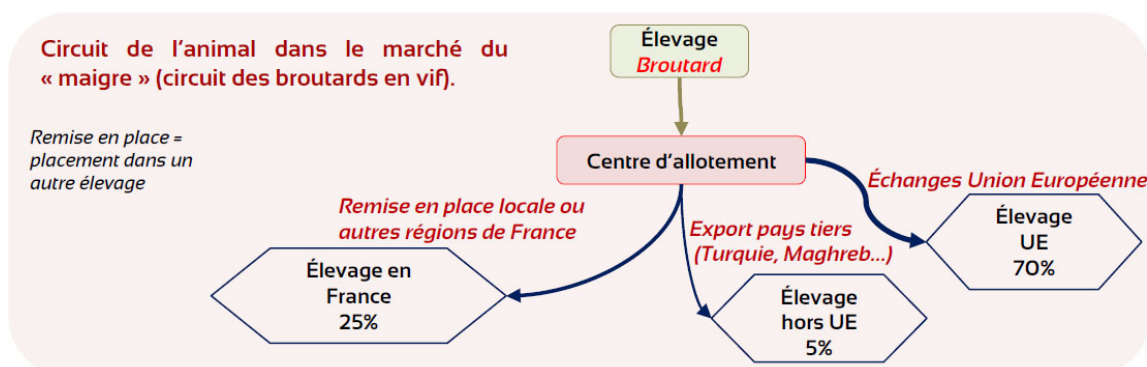 Circuit de l'animal dans le marché du
« maigre » (circuit des broutards en vif).
Élevage
Broutard
Remise en place =
placement dans un
autre élevage
Centre d'allotement
Échanges Union Européenne
Remise en place locale ou
autres régions de France
Export pays tiers
(Turquie, Maghreb...)
Élevage
UE
70%
Élevage en
France
25%
Élevage
hors UE
5%